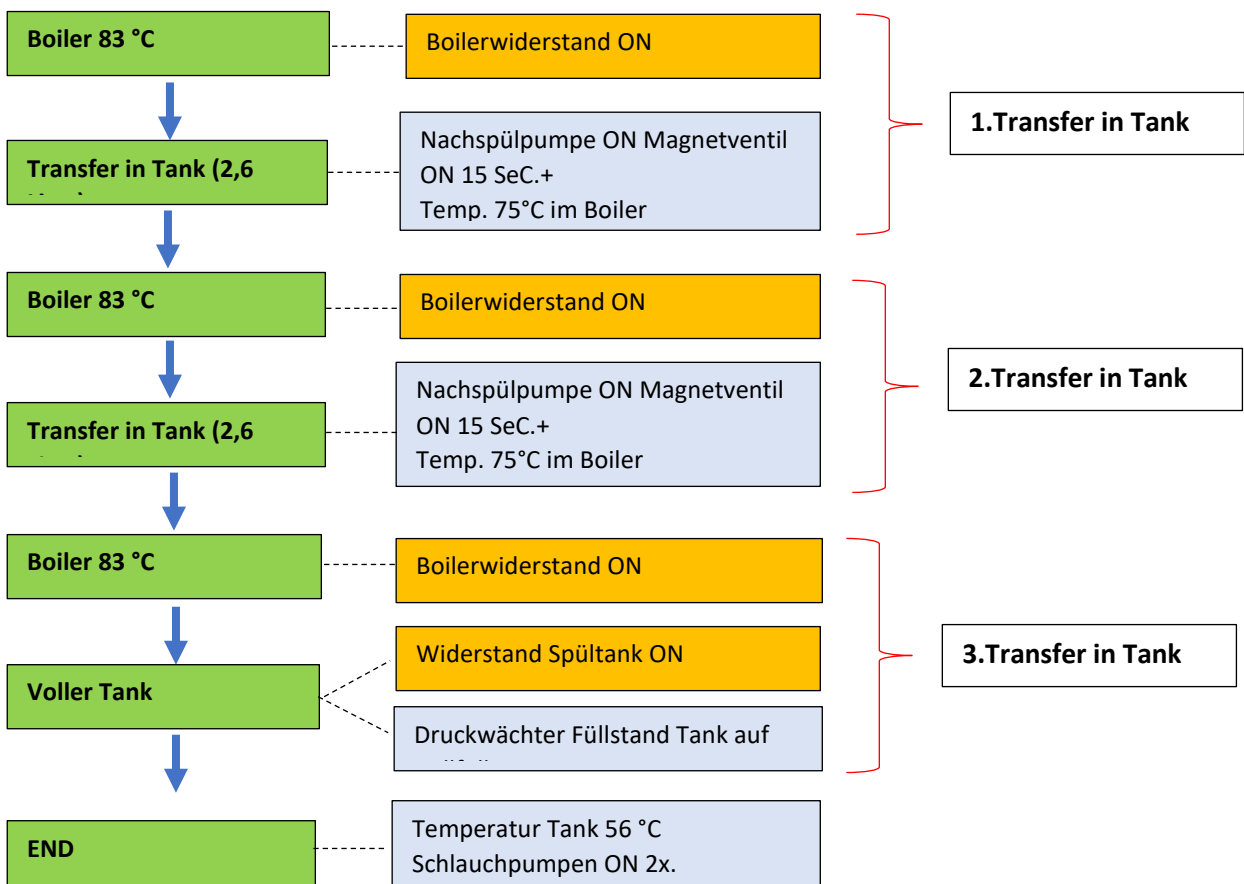 Boiler 83 °C
Boilerwiderstand ON
1.Transfer in Tank
Transfer in Tank (2,6
Nachspülpumpe ON Magnetventil
ON 15 SeC.+
Temp. 75°C im Boiler
Boiler 83 °C
Boilerwiderstand ON
2.Transfer in Tank
Transfer in Tank (2,6
Nachspülpumpe ON Magnetventil
ON 15 SeC.+
Temp. 75°C im Boiler
Boiler 83 °C
Boilerwiderstand ON
3.Transfer in Tank
Voller Tank
Widerstand Spültank ON
Druckwächter Füllstand Tank auf
END
Temperatur Tank 56 °C
Schlauchpumpen ON 2x.